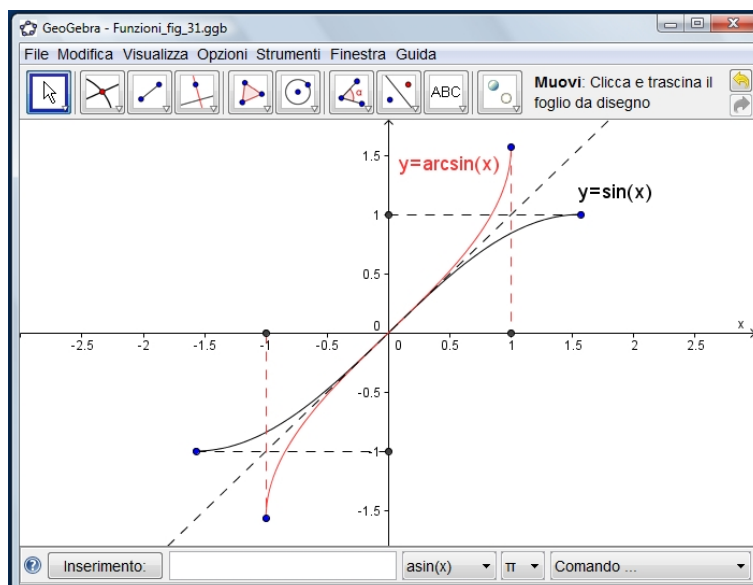 GeoGebra - Funzioni_fig_31.ggb
File Modifica Visualizza Opzioni Strumenti Finestra Guida
α
ABC
Muovi: Clicca e trascina il
foglio da disegno
1.5
y=arcsin(x)
y=sin(x)
1
0.5
0
x
-2.5
-2
-1.5
-1
-0.5
0
0.5
1
1.5
2
2.5
-0.5
-1
-1.5
Inserimento:
asin(x)
π
Comando ...